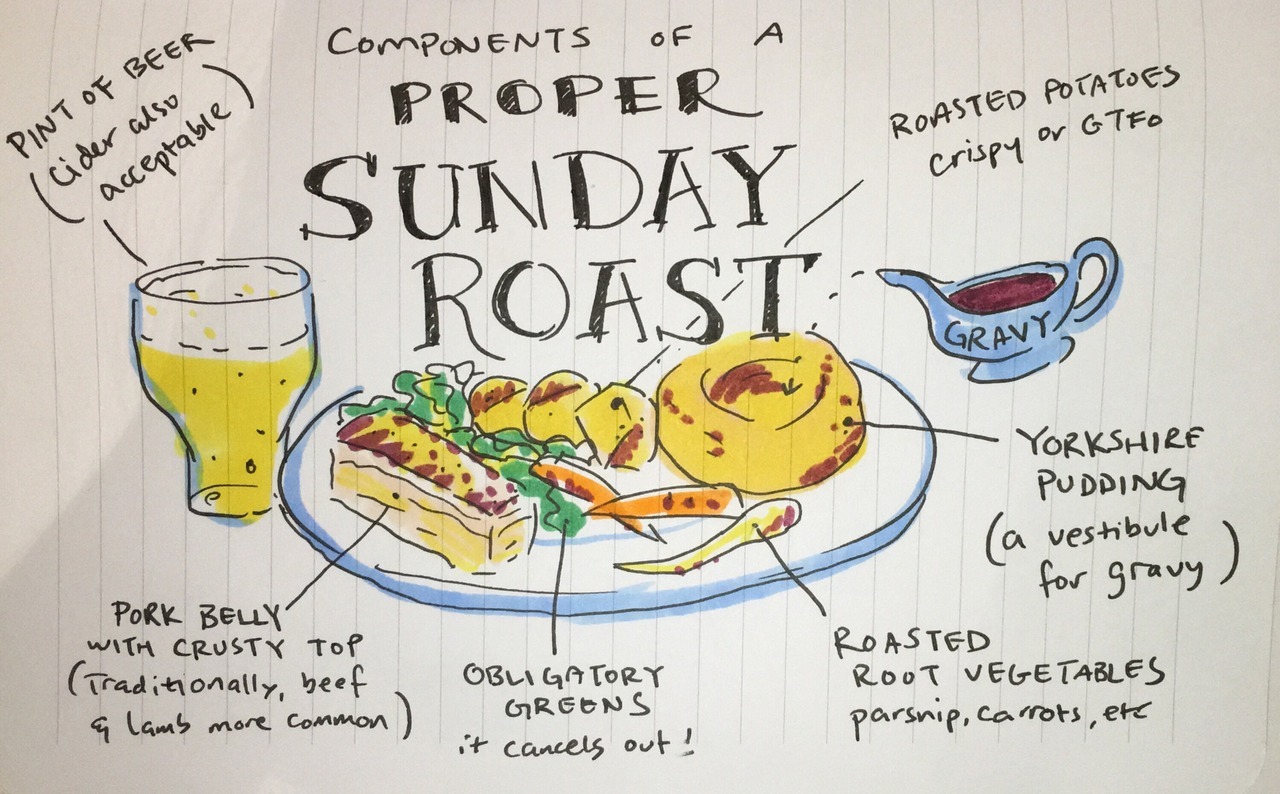 COMPONENTS OF A
PROPER
SUNDAY
ROAST
PINT OF BEER
(Cider also
acceptable)
ROASTED POTATOES
crispy or GTFO
GRAVY
YORKSHIRE
PUDDING
(a vestibule
for gravy)
PORK BELLY
WITH CRUSTY TOP
(Traditionally, beef
& lamb more common)
OBLIGATORY
GREENS
it cancels out!
ROASTED
ROOT VEGETABLES
parsnip, carrots, etc